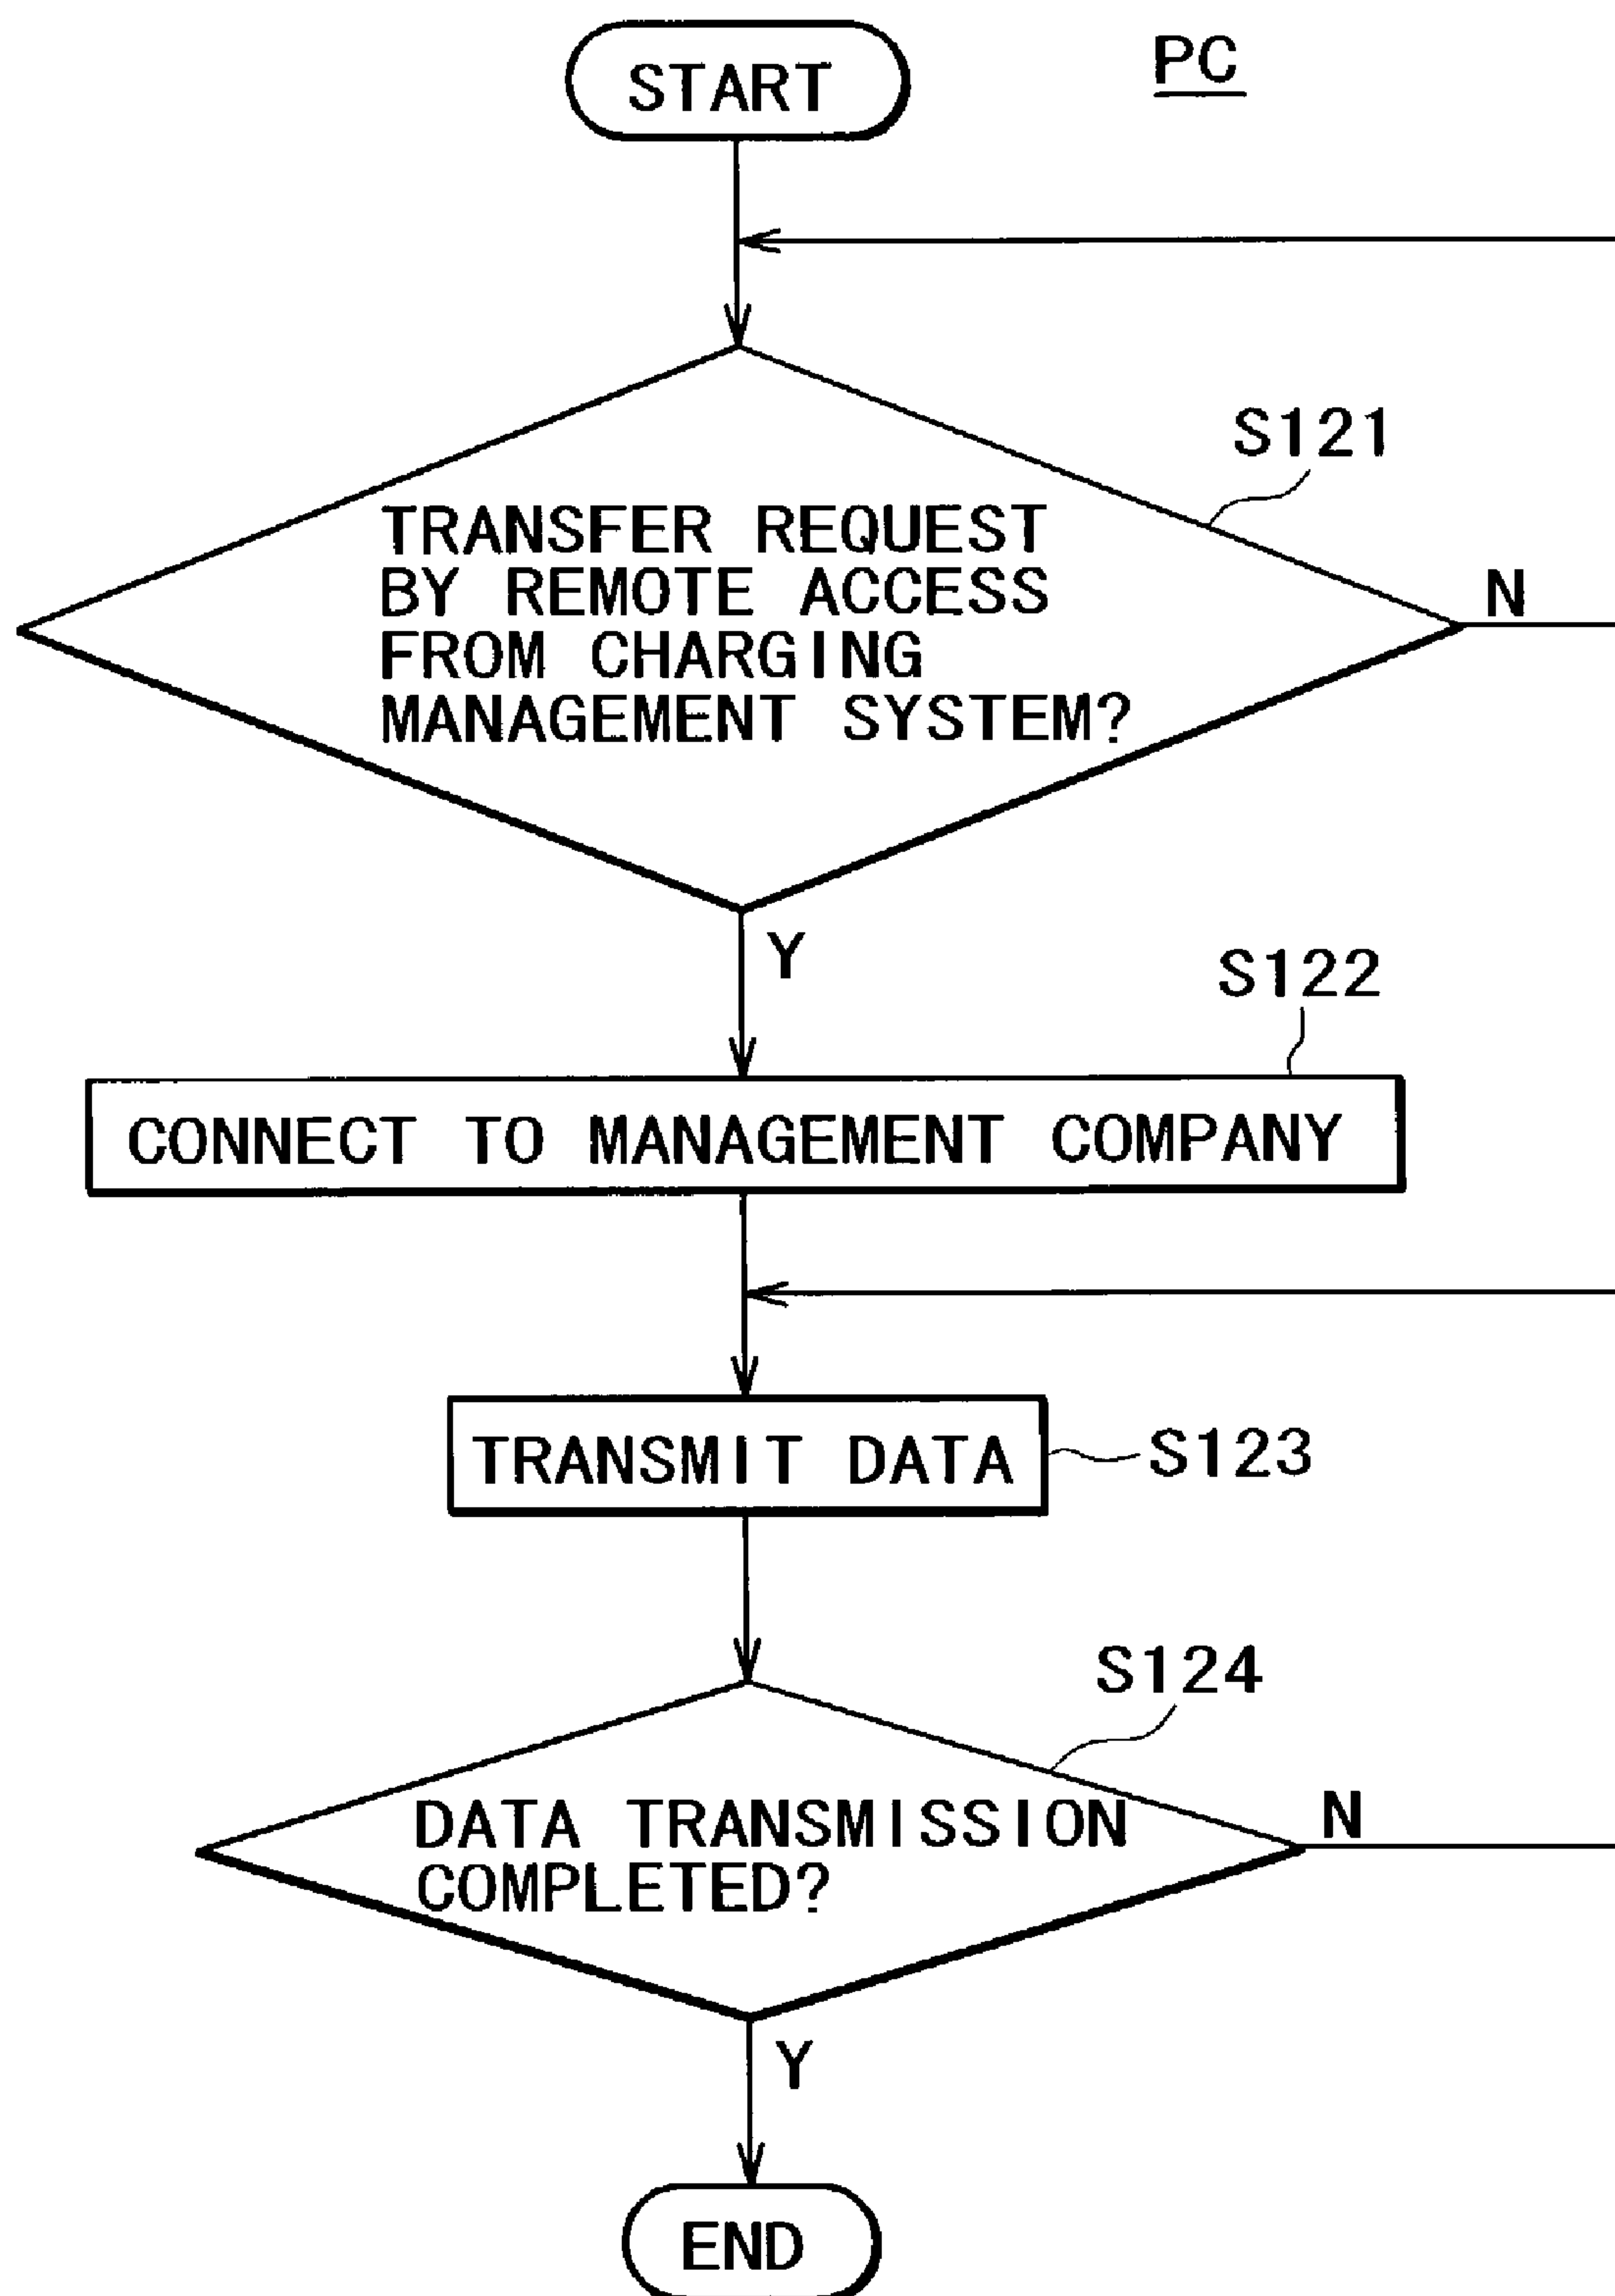 START
PC
S121
TRANSFER REQUEST
BY REMOTE ACCESS
FROM CHARGING
MANAGEMENT SYSTEM?
N
Y
S122
CONNECT TO MANAGEMENT COMPANY
TRANSMIT DATA
S123
S124
DATA TRANSMISSION
COMPLETED?
N
Y
END